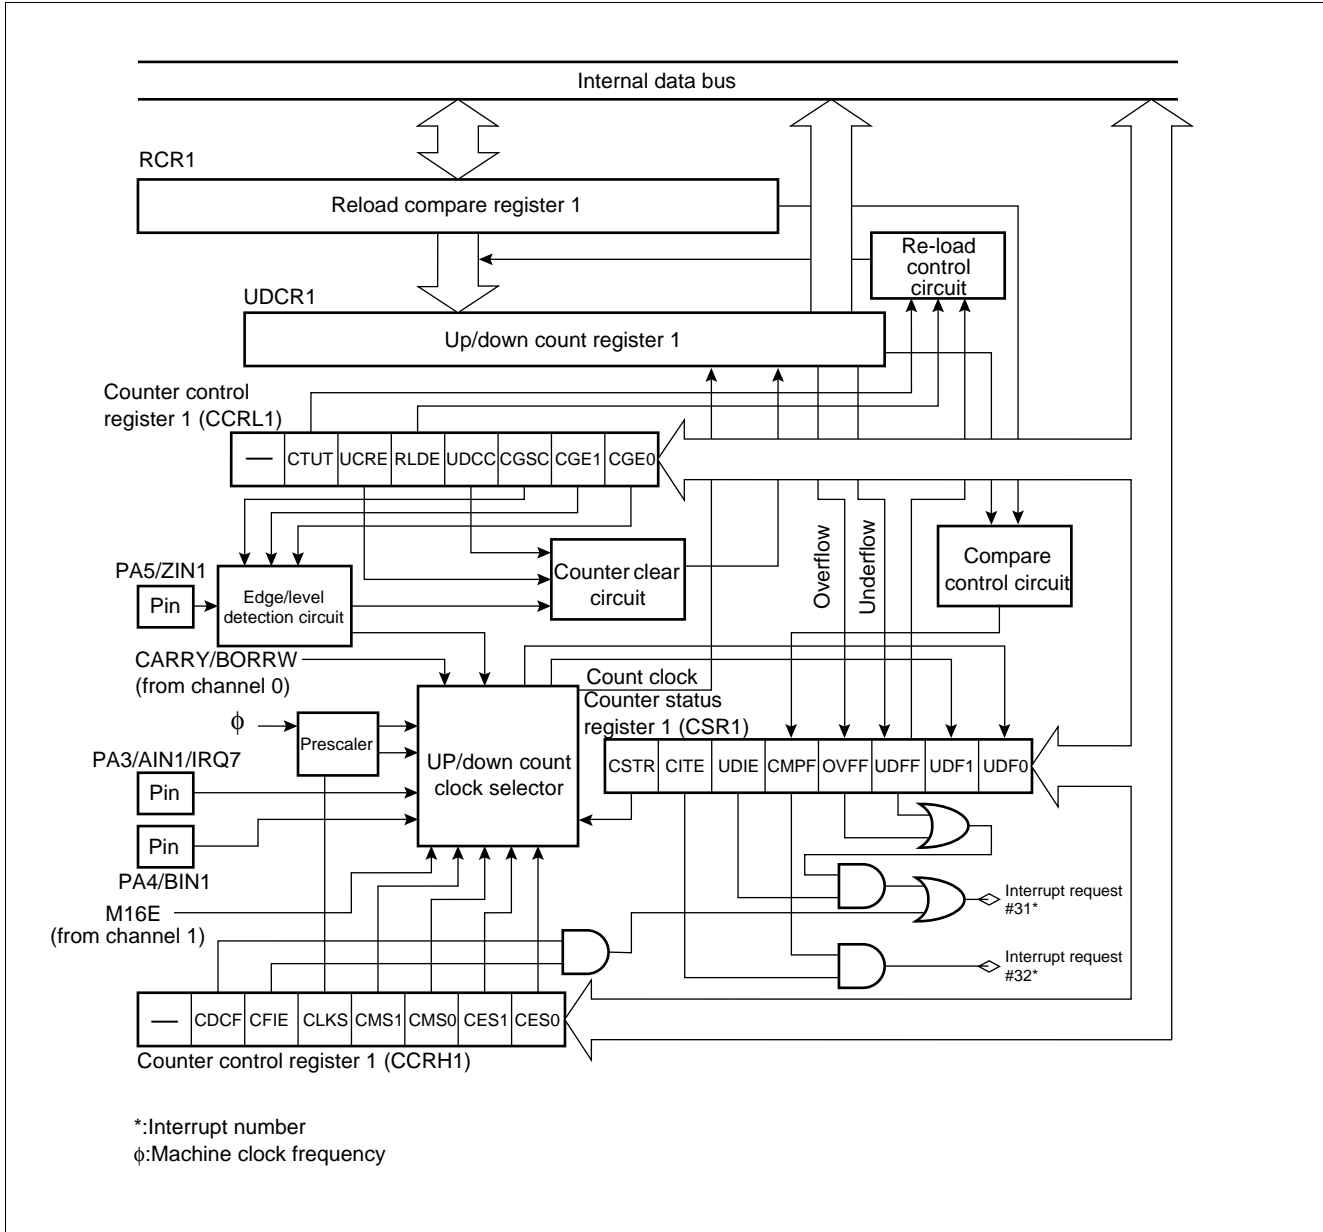 Internal data bus
RCR1
Reload compare register 1
Re-load
control
circuit
UDCR1
Up/down count register 1
Counter control
register 1 (CCRL1)
— CTUT UCRE RLDE UDCC CGSC CGE1 CGE0
Overflow
Underflow
Compare
control circuit
PA5/ZIN1
Pin
Edge/level
detection circuit
Counter clear
circuit
CARRY/BORRW
(from channel 0)
Count clock
Counter status
register 1 (CSR1)
ϕ
Prescaler
UP/down count
clock selector
CSTR CITE UDIE CMPF OVFF UDFF UDF1 UDF0
PA3/AIN1/IRQ7
Pin
Pin
PA4/BIN1
M16E
(from channel 1)
Interrupt request
#31*
Interrupt request
#32*
— CDCF CFIE CLKS CMS1 CMS0 CES1 CES0
Counter control register 1 (CCRH1)
*:Interrupt number
ϕ:Machine clock frequency